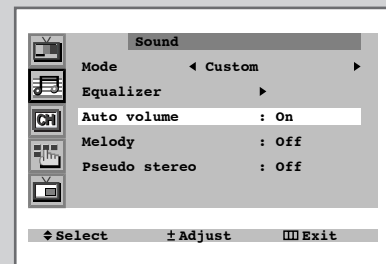 Sound
Mode ◀ Custom ▶
Equalizer ▶
CH
Auto volume : On
Melody : Off
Pseudo stereo : Off
Select ± Adjust Exit